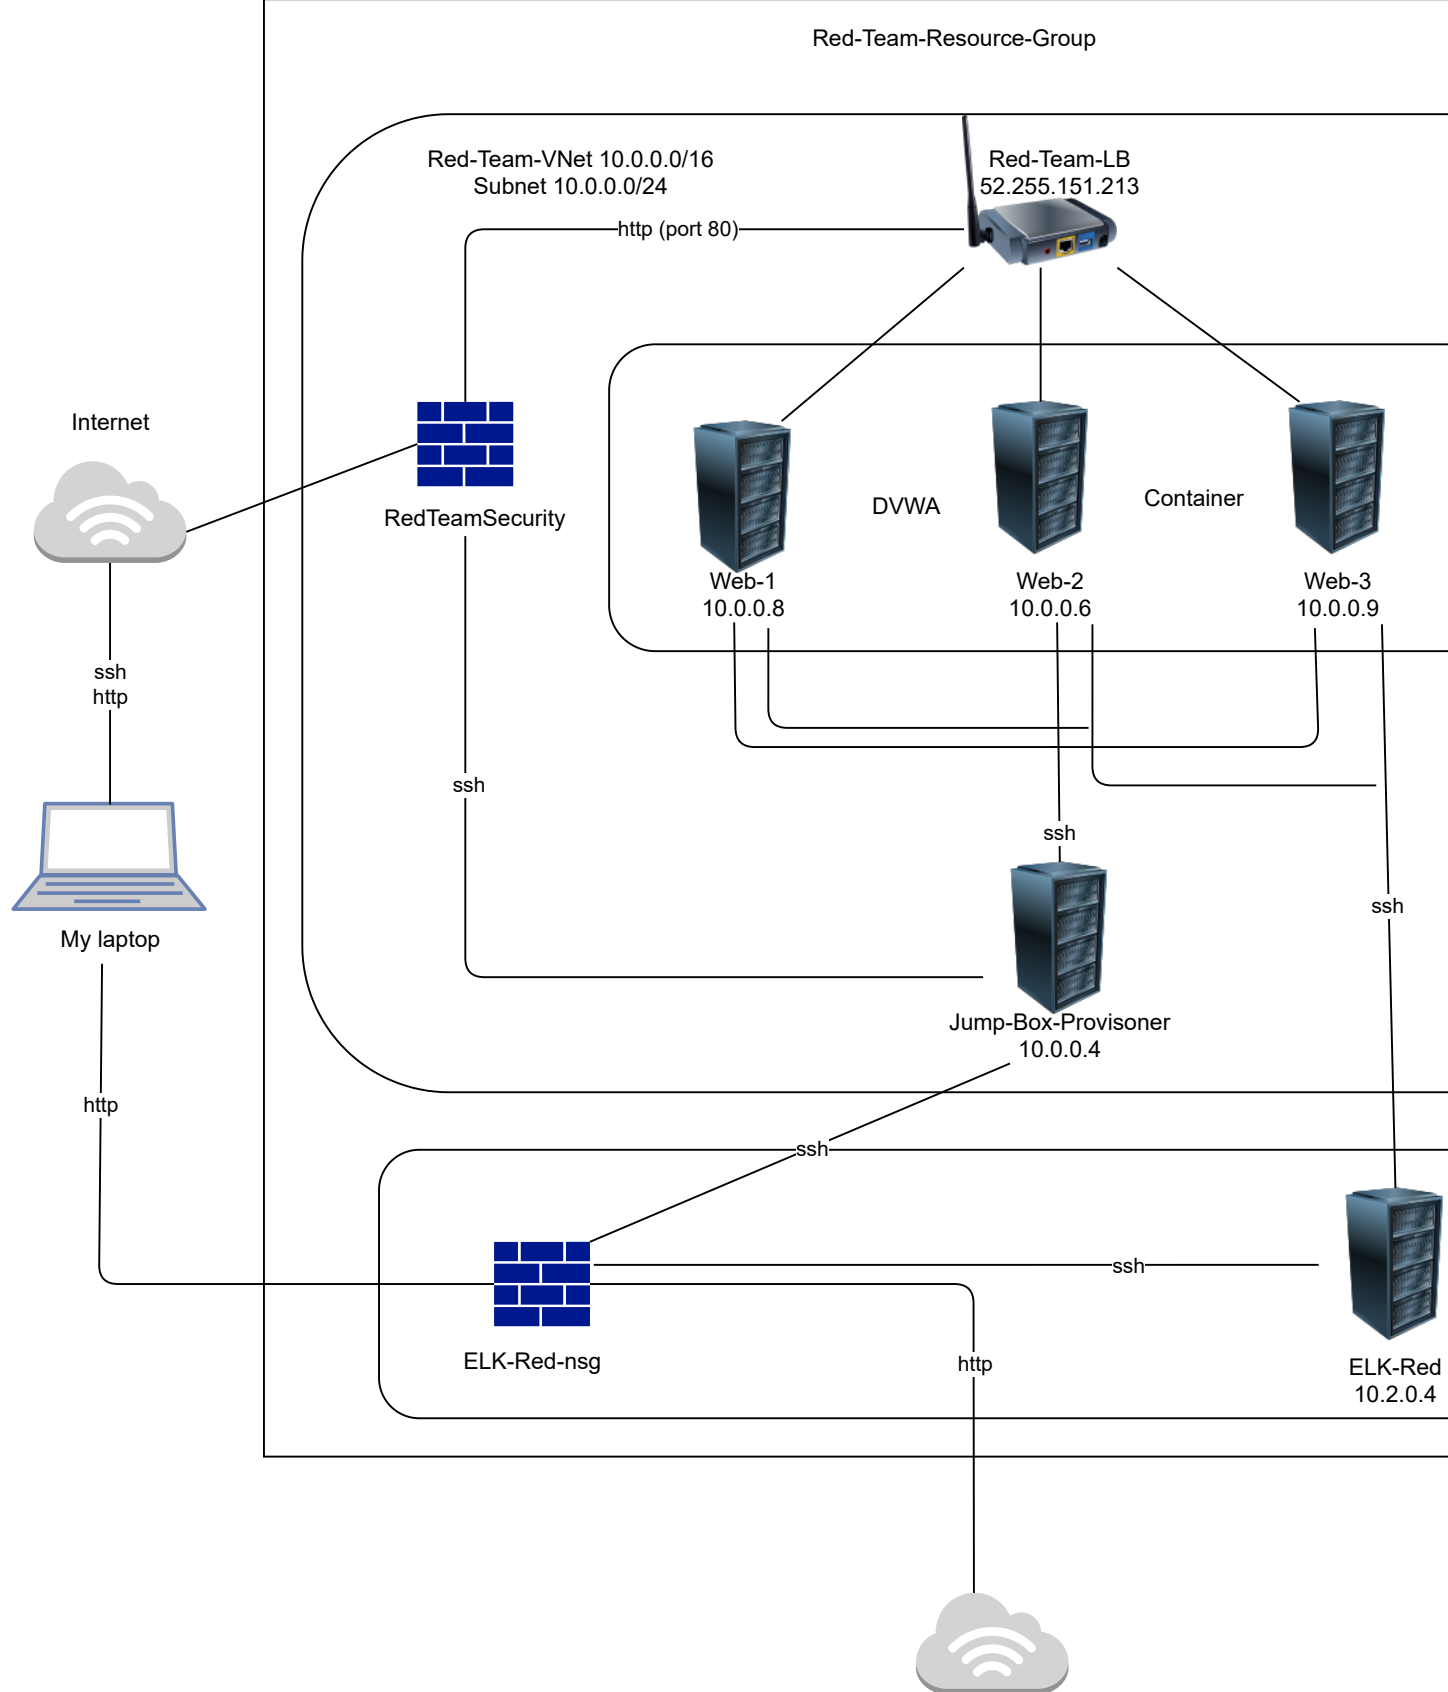 Red-Team-Resource-Group
Red-Team-VNet 10.0.0.0/16
Subnet 10.0.0.0/24
Red-Team-LB
52.255.151.213
http (port 80)
Internet
RedTeamSecurity
DVWA
Container
Web-1
10.0.0.8
Web-2
10.0.0.6
Web-3
10.0.0.9
ssh
http
ssh
ssh
ssh
My laptop
Jump-Box-Provisoner
10.0.0.4
http
ssh
ssh
ELK-Red-nsg
http
ELK-Red
10.2.0.4